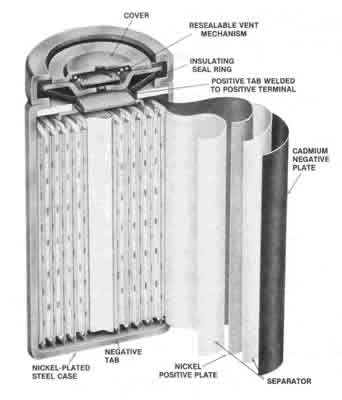 COVER
RESEALABLE VENT
MECHANISM
INSULATING
SEAL RING
POSITIVE TAB WELDED
TO POSITIVE TERMINAL
CADMIUM
NEGATIVE
PLATE
NICKEL-PLATED
STEEL CASE
NEGATIVE
TAB
NICKEL
POSITIVE PLATE
SEPARATOR